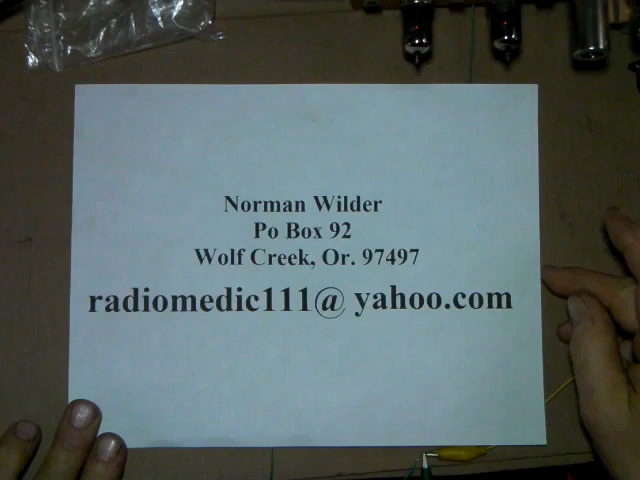 Norman Wilder
Po Box 92
Wolf Creek, Or. 97497
radiomedic111@ yahoo.com